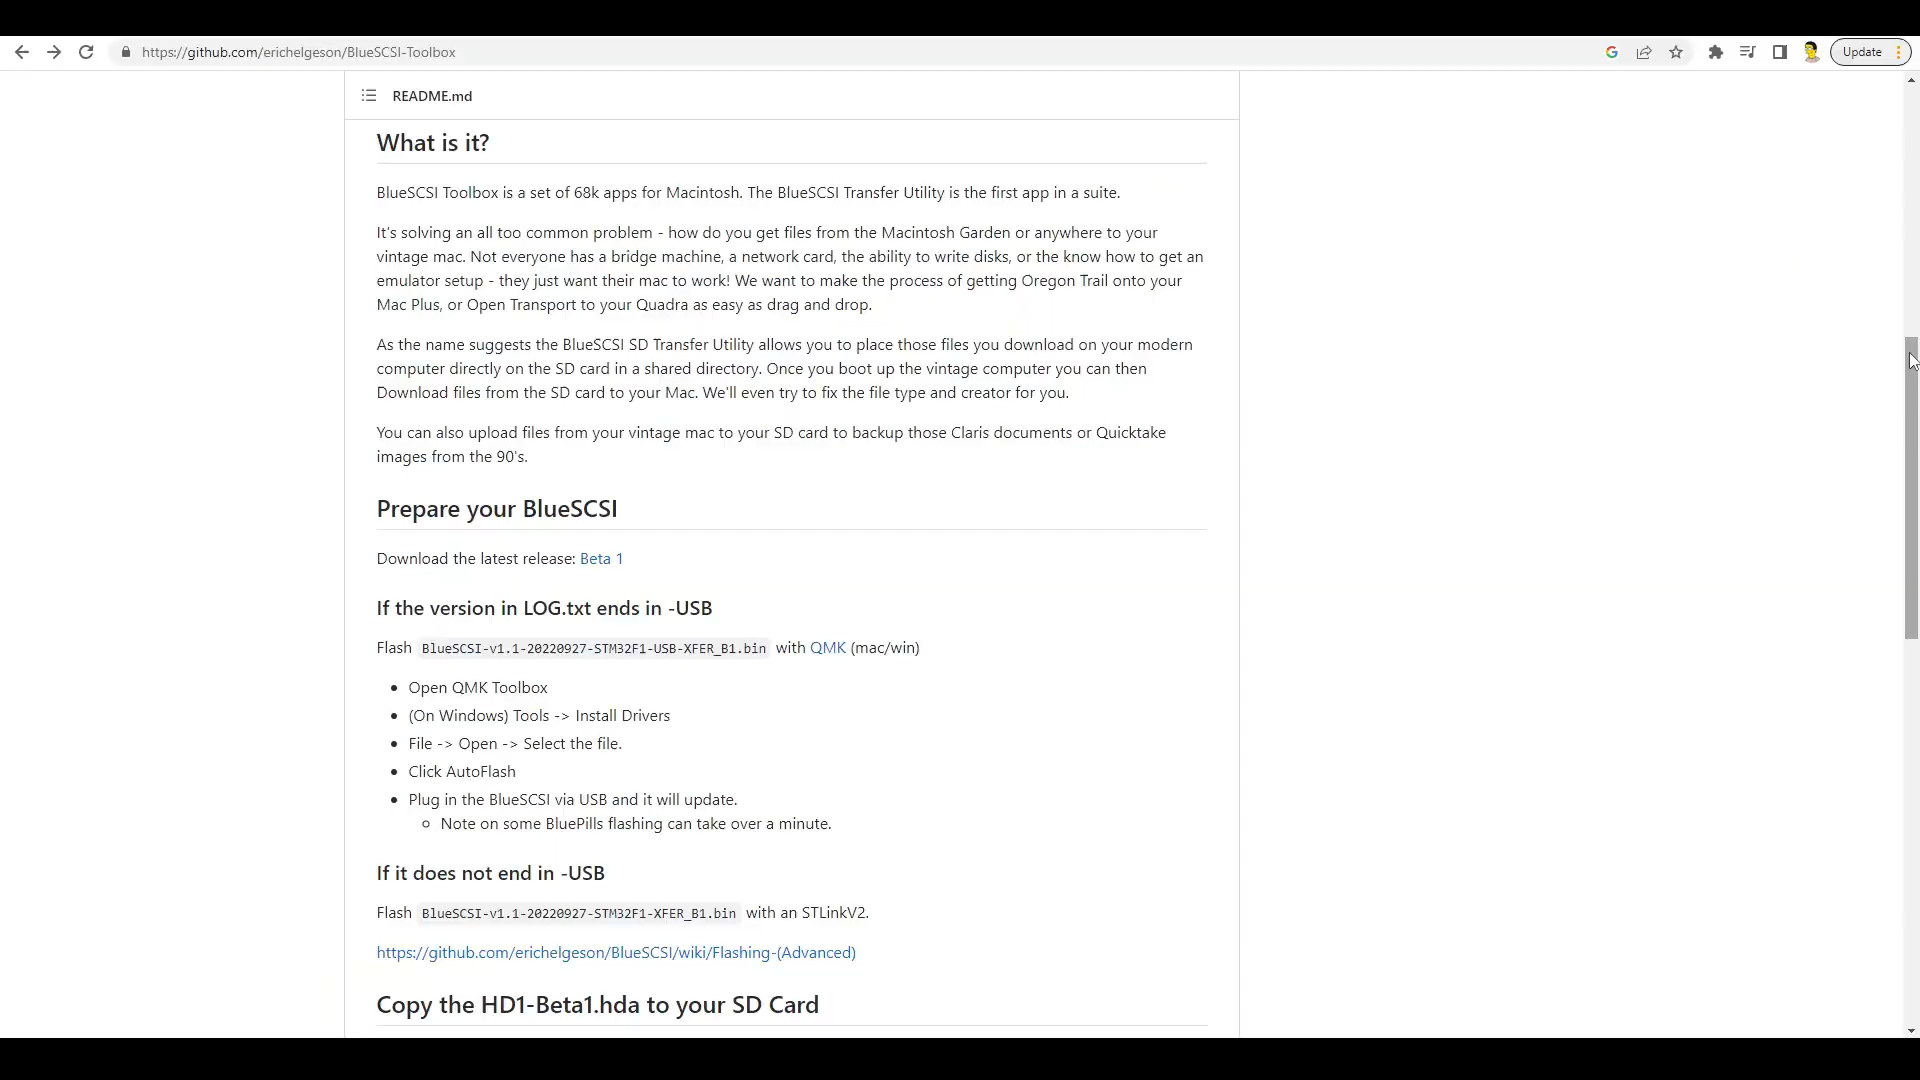 https://github.com/erichelgeson/BlueSCSI-Toolbox
Update
README.md
What is it?
BlueSCSI Toolbox is a set of 68k apps for Macintosh. The BlueSCSI Transfer Utility is the first app in a suite.
It's solving an all too common problem - how do you get files from the Macintosh Garden or anywhere to your
vintage mac. Not everyone has a bridge machine, a network card, the ability to write disks, or the know how to get an
emulator setup - they just want their mac to work! We want to make the process of getting Oregon Trail onto your
Mac Plus, or Open Transport to your Quadra as easy as drag and drop.
As the name suggests the BlueSCSI SD Transfer Utility allows you to place those files you download on your modern
computer directly on the SD card in a shared directory. Once you boot up the vintage computer you can then
Download files from the SD card to your Mac. We'll even try to fix the file type and creator for you.
You can also upload files from your vintage mac to your SD card to backup those Claris documents or Quicktake
images from the 90's.
Prepare your BlueSCSI
Download the latest release: Beta 1
If the version in LOG.txt ends in -USB
Flash BlueSCSI-v1.1-20220927-STM32F1-USB-XFER_B1.bin with QMK (mac/win)
Open QMK Toolbox
(On Windows) Tools -> Install Drivers
File -> Open -> Select the file.
Click AutoFlash
Plug in the BlueSCSI via USB and it will update.
Note on some BluePills flashing can take over a minute.
If it does not end in -USB
Flash BlueSCSI-v1.1-20220927-STM32F1-XFER_B1.bin with an STLinkV2.
https://github.com/erichelgeson/BlueSCSI/wiki/Flashing-(Advanced)
Copy the HD1-Beta1.hda to your SD Card